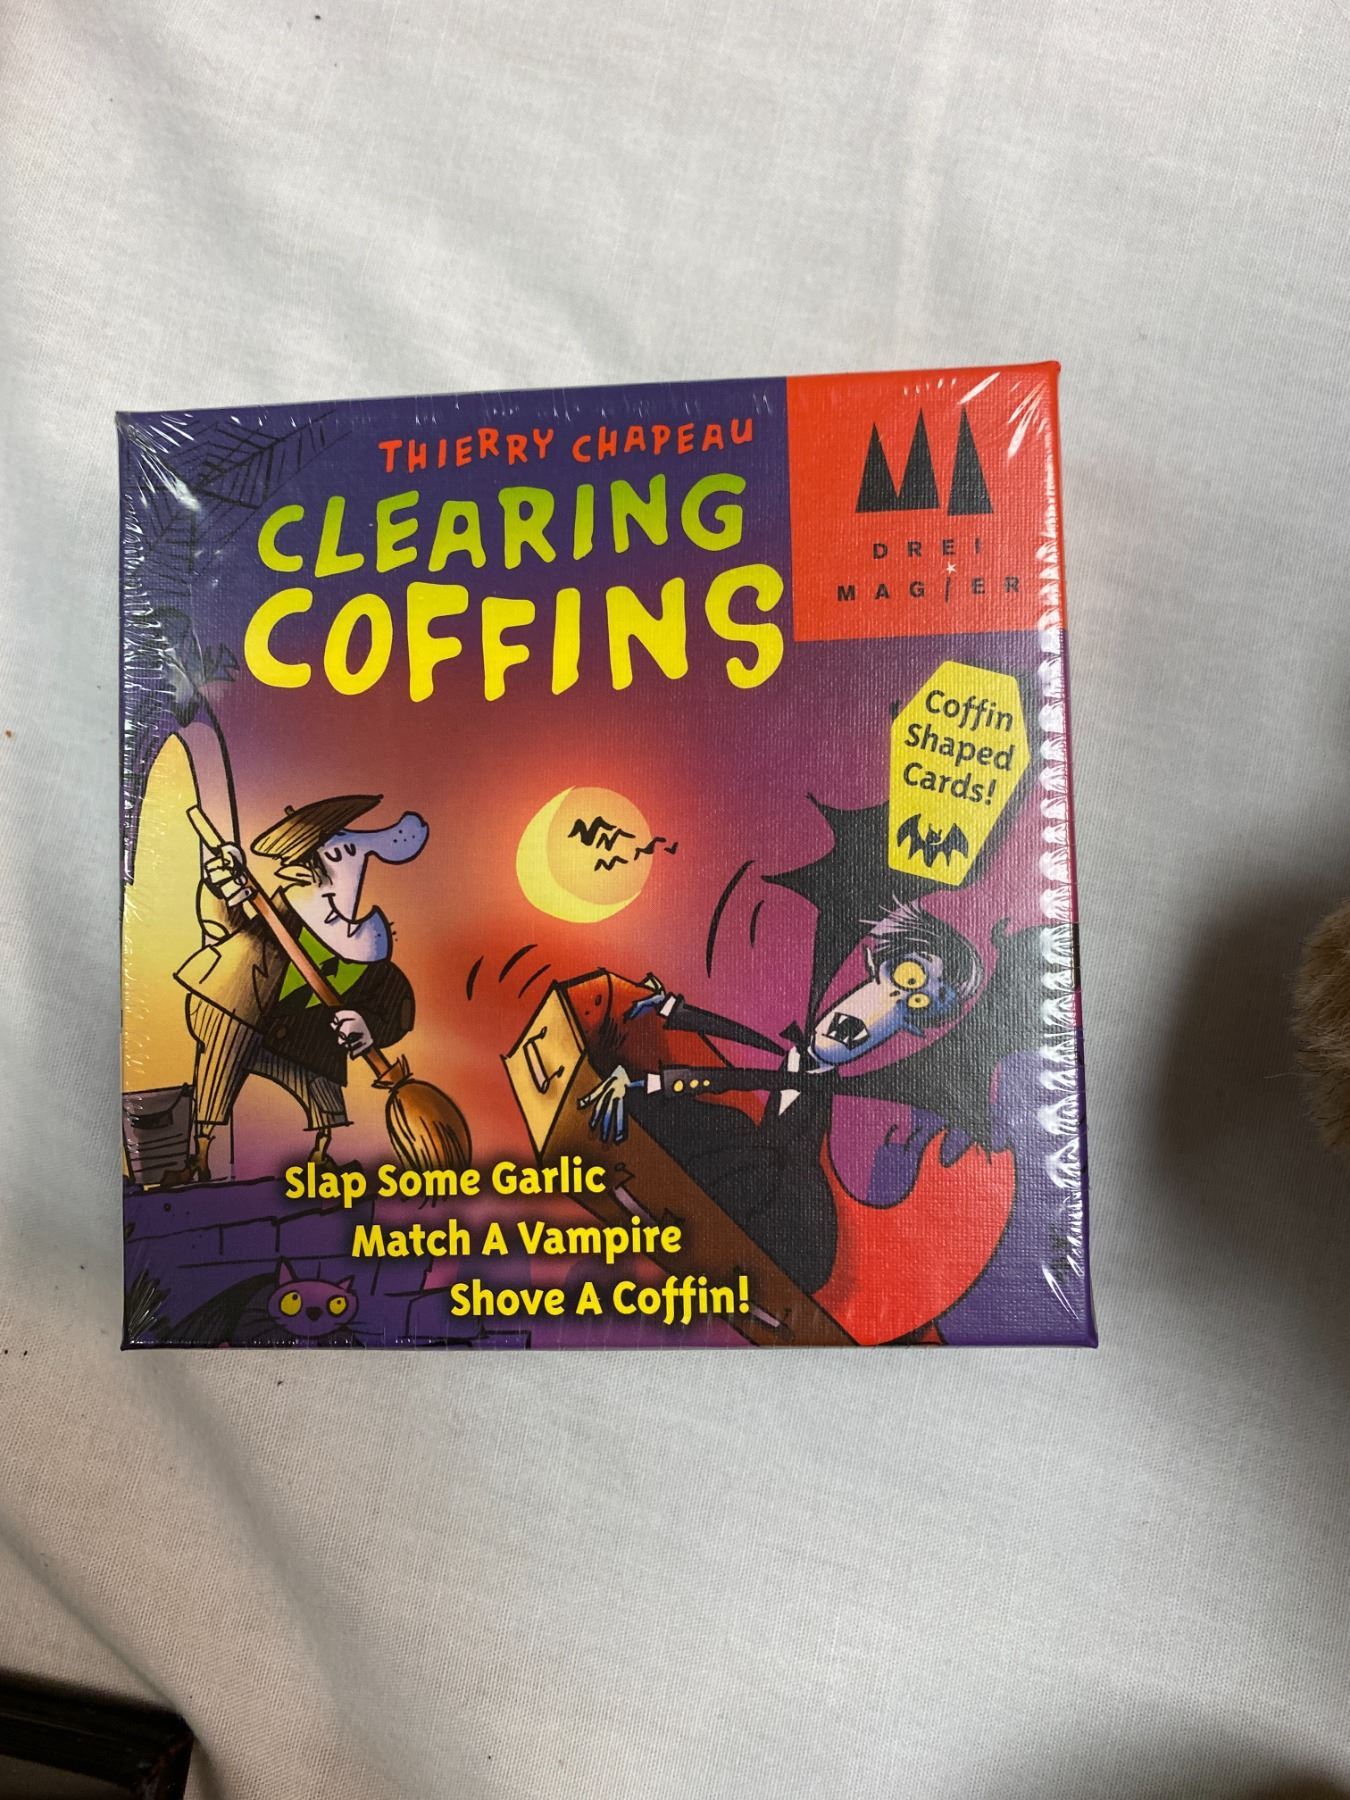 THIERRY CHAPEAU
CLEARING
COFFINS
DREI
MAGIER
Coffin
Shaped
Cards!
Slap Some Garlic
Match A Vampire
Shove A Coffin!